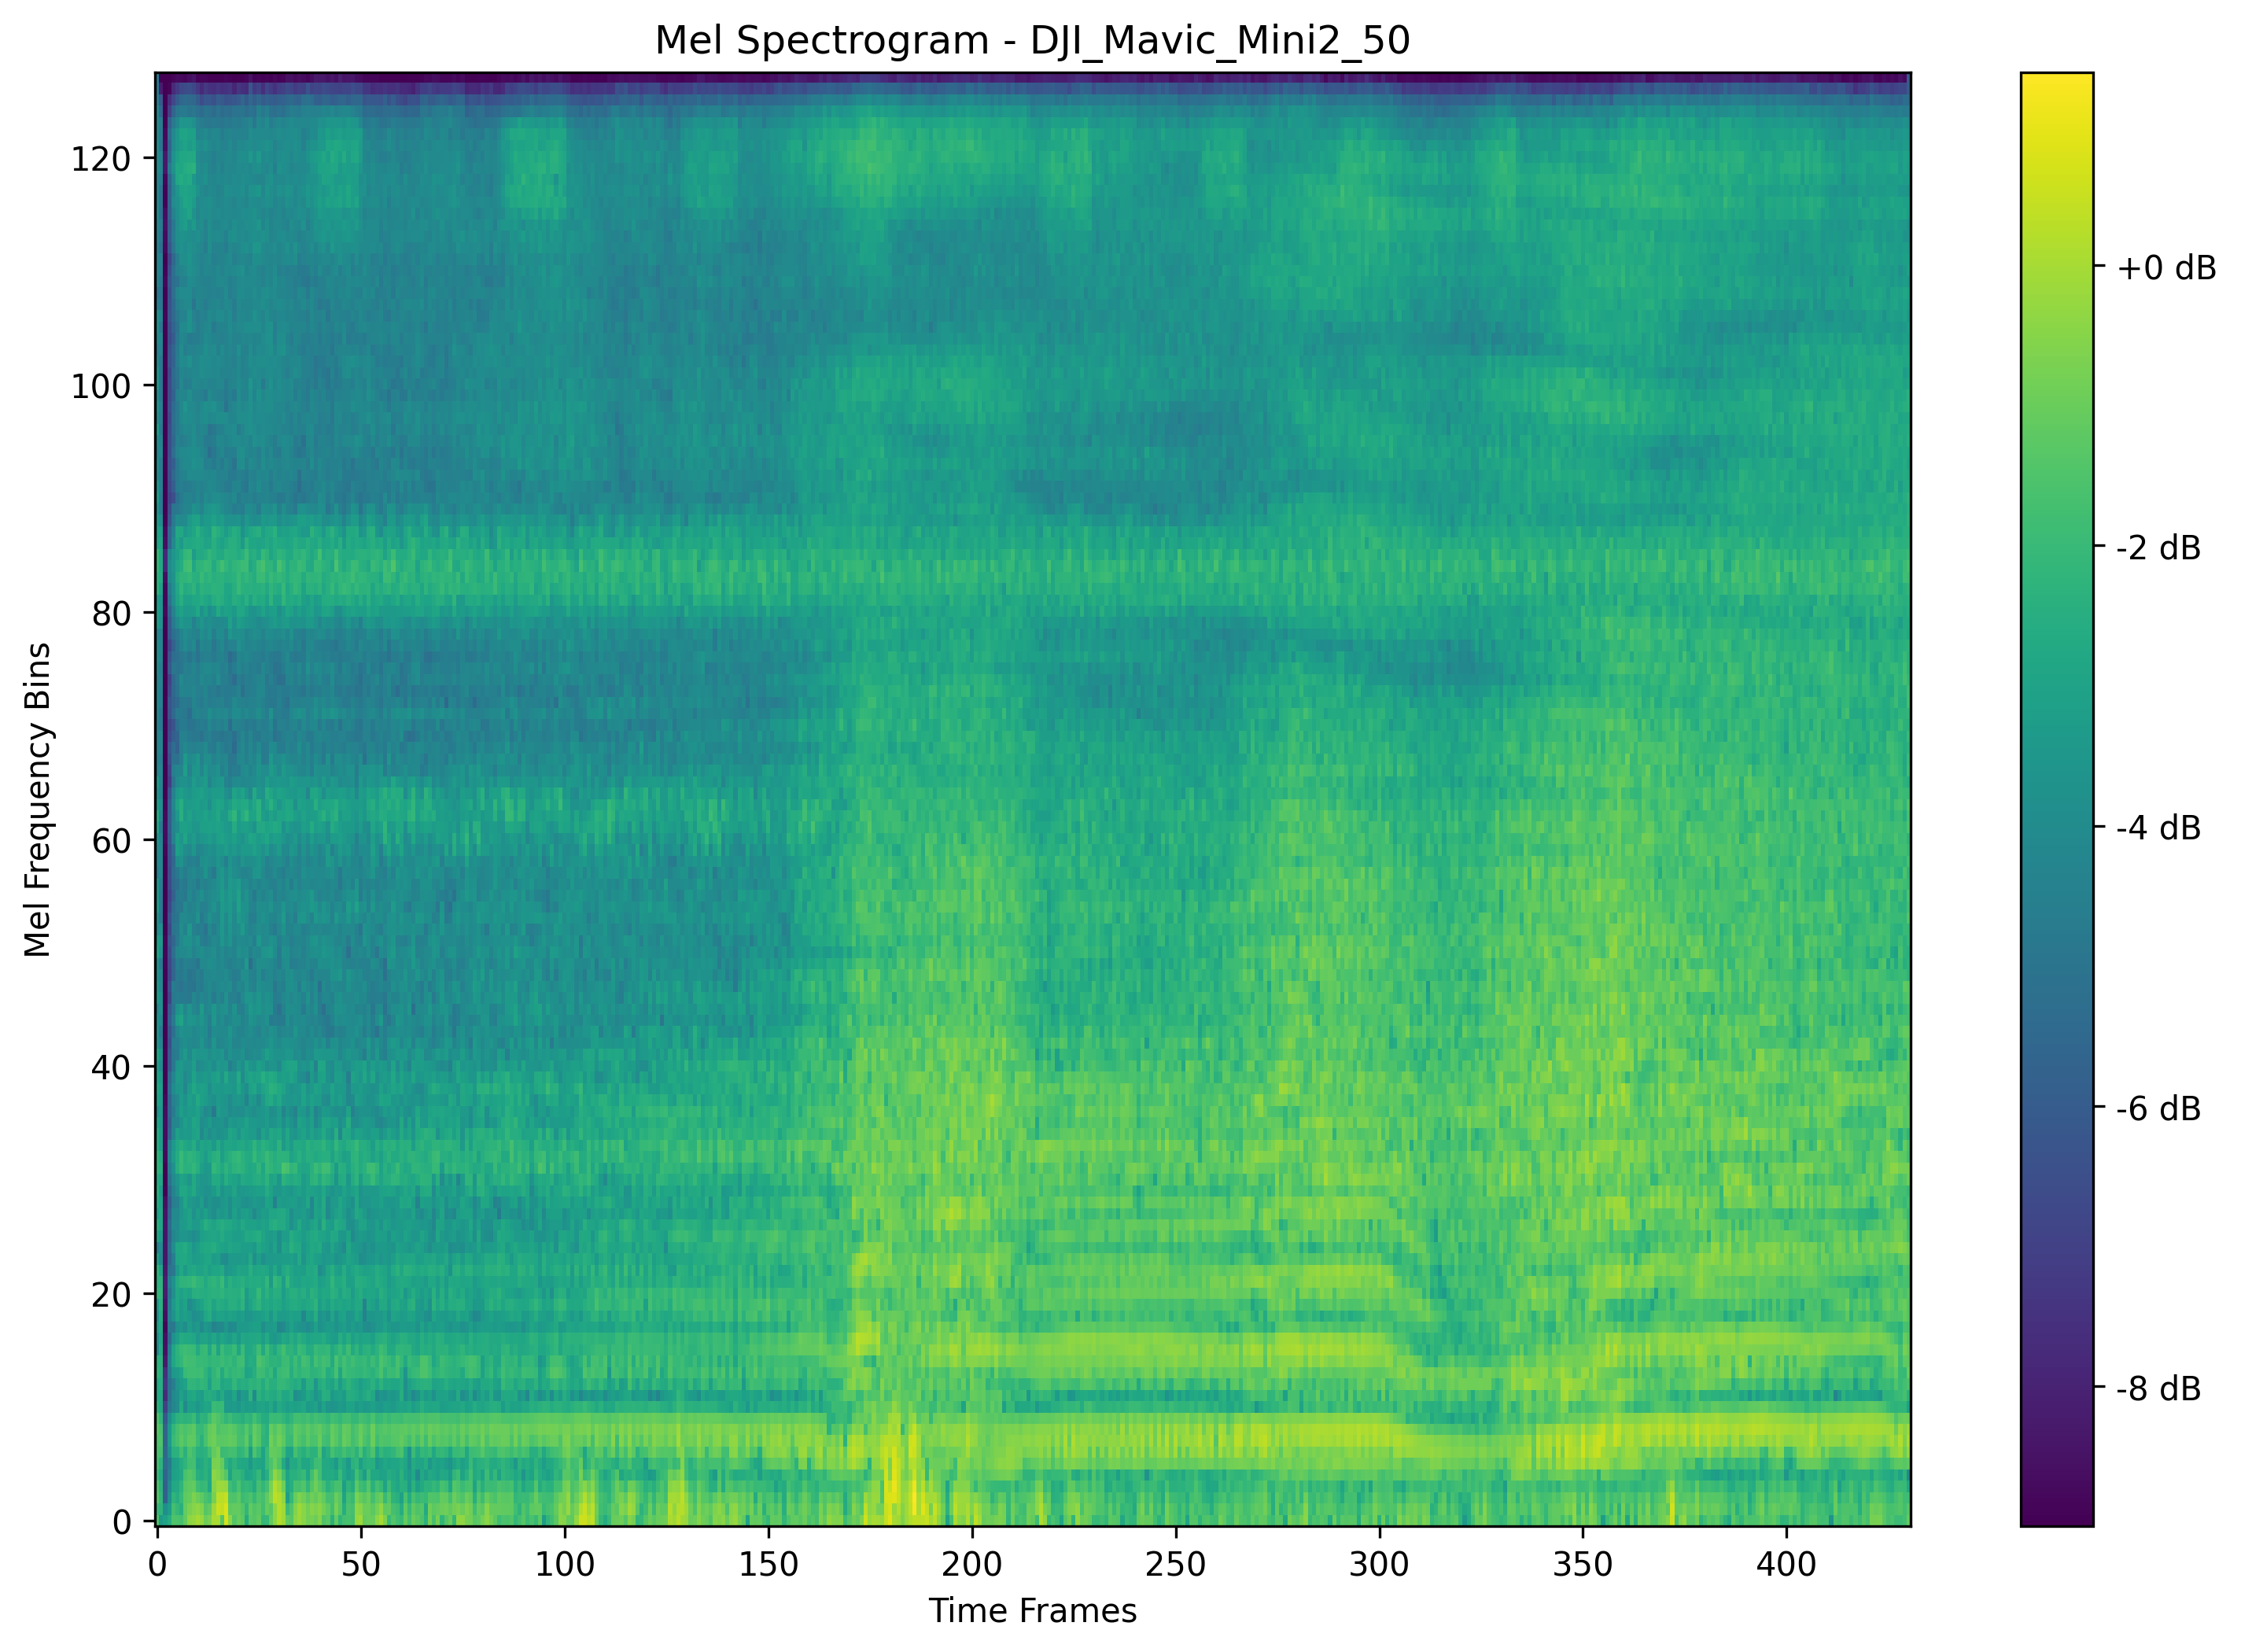 Mel Spectrogram - DJI_Mavic_Mini2_50
Mel Frequency Bins
120
100
80
60
40
20
0
0 50 100 150 200 250 300 350 400
Time Frames
+0 dB
-2 dB
-4 dB
-6 dB
-8 dB